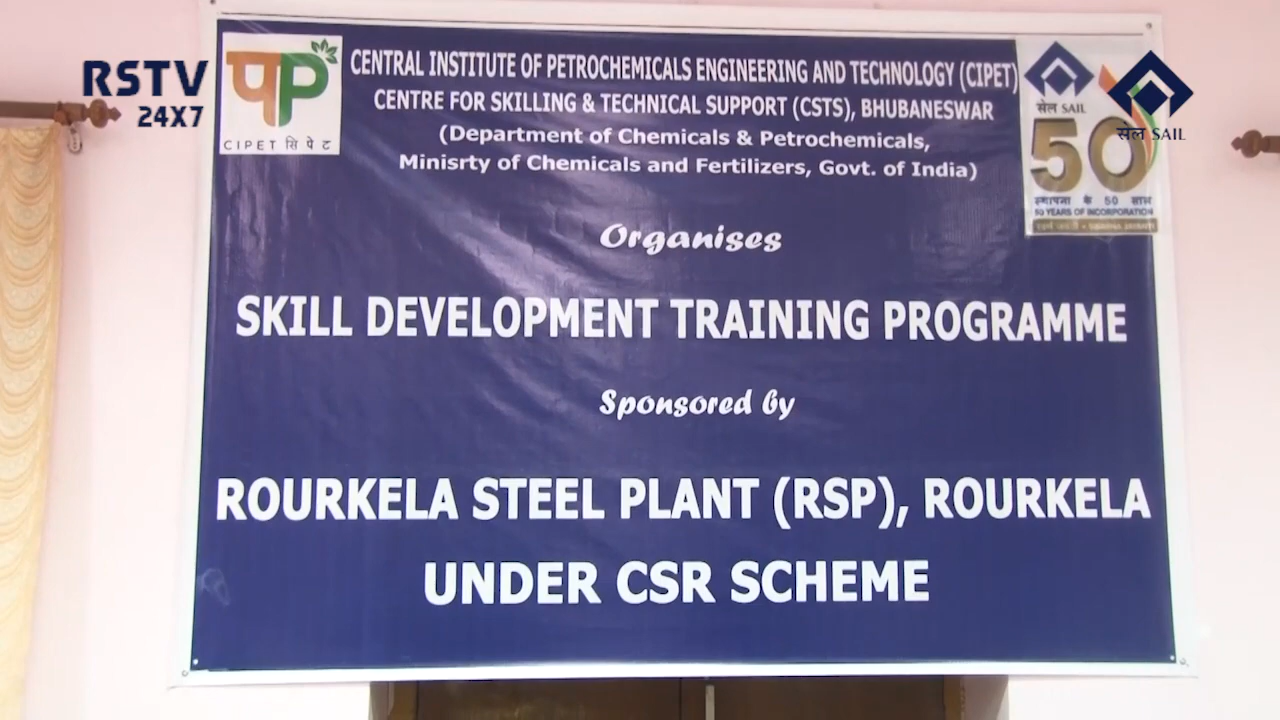 RSTV
24X7
CIPET सिपेट
CENTRAL INSTITUTE OF PETROCHEMICALS ENGINEERING AND TECHNOLOGY (CIPET)
CENTRE FOR SKILLING & TECHNICAL SUPPORT (CSTS), BHUBANESWAR
(Department of Chemicals & Petrochemicals,
Minisrty of Chemicals and Fertilizers, Govt. of India)
सेल SAIL
50
स्थापना के 50 साल
50 YEARS OF INCORPORATION
सेल SAIL
Organises
SKILL DEVELOPMENT TRAINING PROGRAMME
Sponsored by
ROURKELA STEEL PLANT (RSP), ROURKELA
UNDER CSR SCHEME